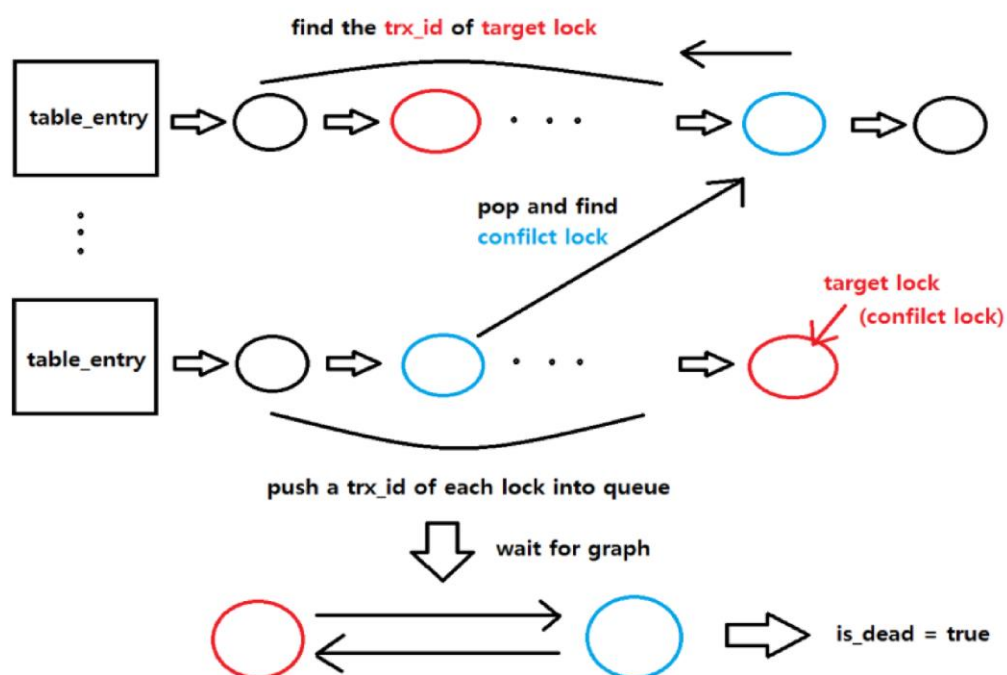 find the trx_id of target lock
table_entry
pop and find
confilct lock
target lock
(confilct lock)
table_entry
push a trx_id of each lock into queue
wait for graph
is_dead = true